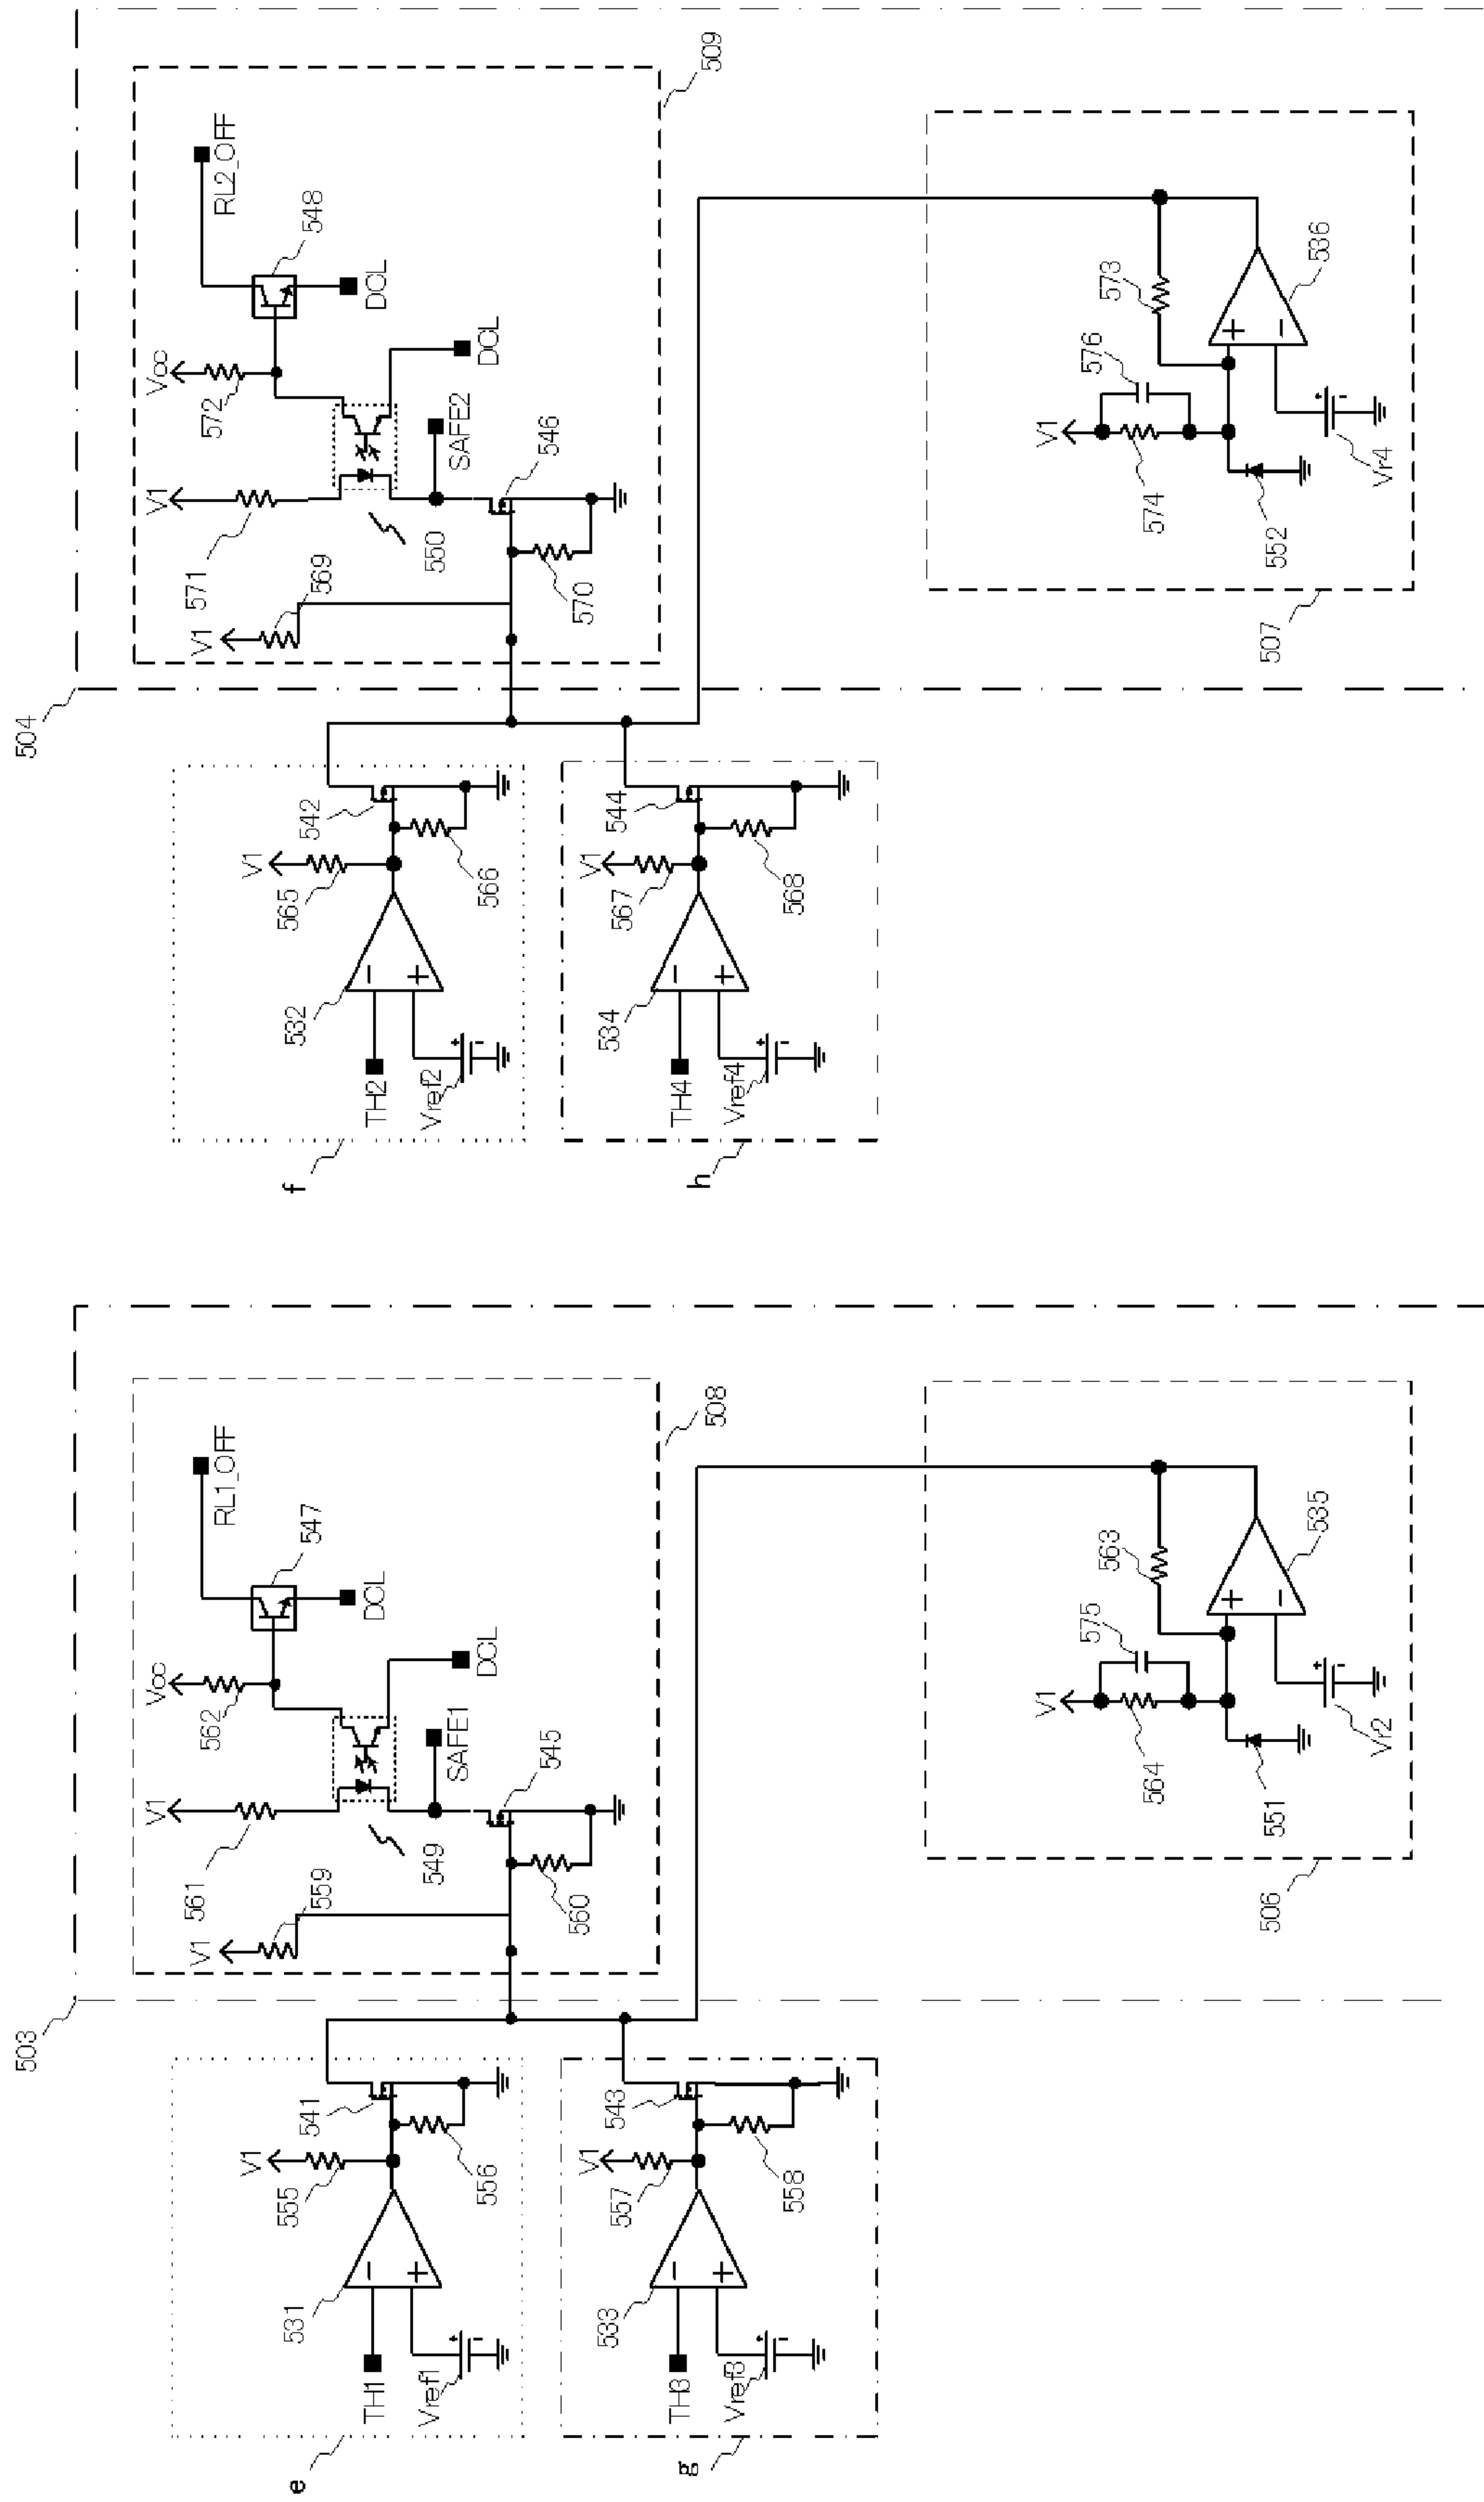 503
e
TH1
Vref1
531
V1
555
556
541
g
TH3
Vref3
533
V1
557
558
543
V1
559
560
V1
561
549
545
SAFE1
Vcc
562
DCL
547
DCL
RL1_OFF
508
506
551
V1
564
575
Vr2
563
535
504
f
TH2
Vref2
532
V1
565
566
542
h
TH4
Vref4
534
V1
567
568
544
V1
569
570
V1
571
550
546
SAFE2
Vcc
572
DCL
548
DCL
RL2_OFF
509
507
552
V1
574
576
Vr4
573
536